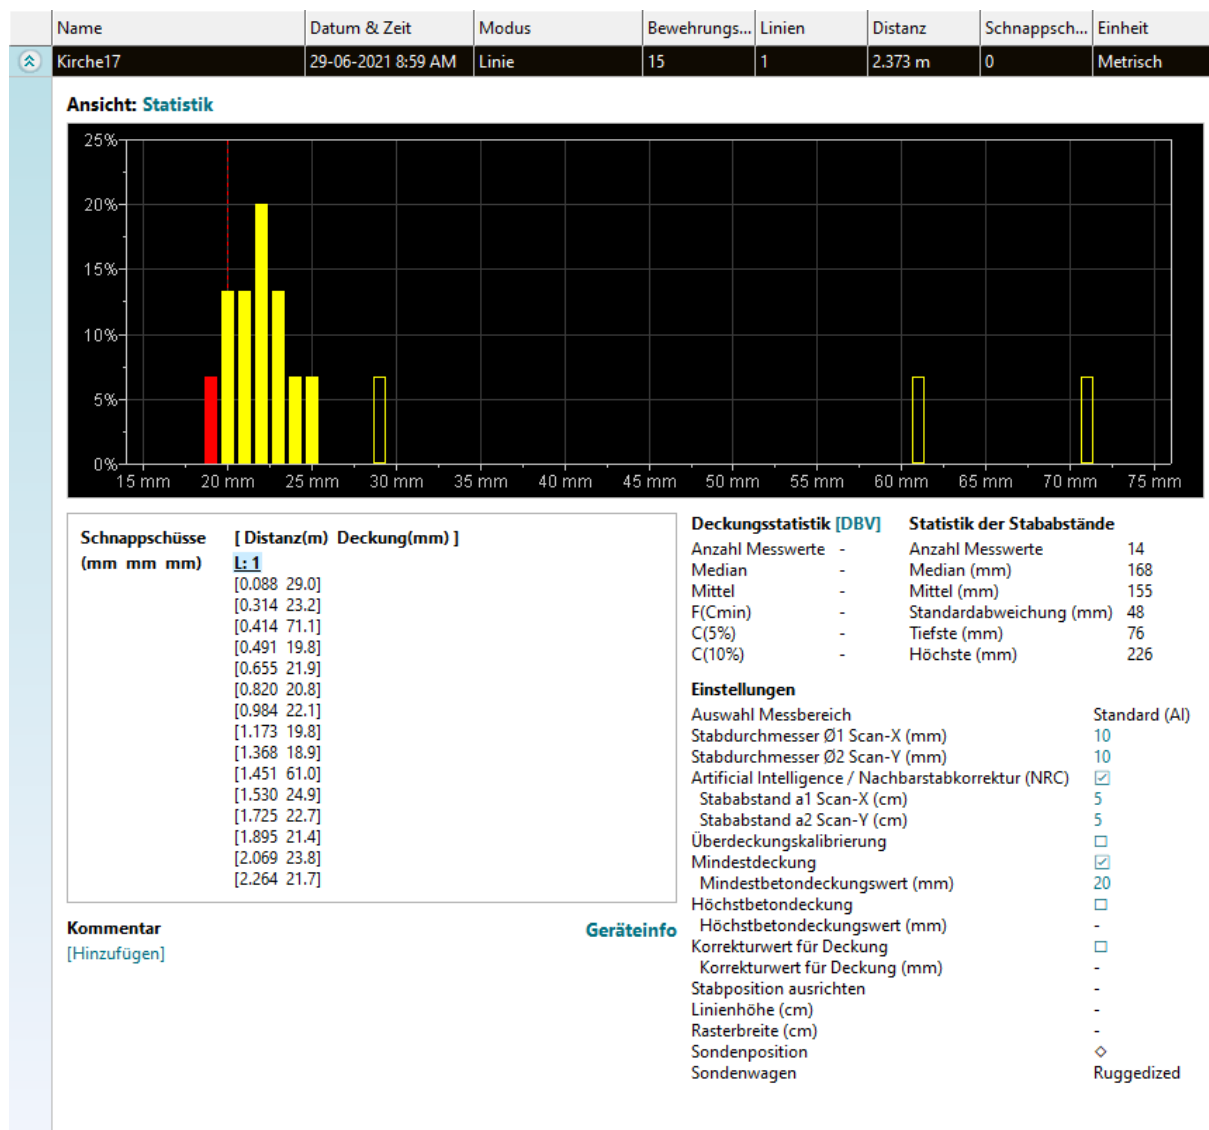 Name Datum & Zeit Modus Bewehrungs... Linien Distanz Schnappsch... Einheit
Kirche17 29-06-2021 8:59 AM Linie 15 1 2.373 m 0 Metrisch
Ansicht: Statistik
25%
20%
15%
10%
5%
0%
15 mm 20 mm 25 mm 30 mm 35 mm 40 mm 45 mm 50 mm 55 mm 60 mm 65 mm 70 mm 75 mm
Schnappschüsse [ Distanz(m) Deckung(mm) ]
(mm mm mm) L: 1
[0.088 29.0]
[0.314 23.2]
[0.414 71.1]
[0.491 19.8]
[0.655 21.9]
[0.820 20.8]
[0.984 22.1]
[1.173 19.8]
[1.368 18.9]
[1.451 61.0]
[1.530 24.9]
[1.725 22.7]
[1.895 21.4]
[2.069 23.8]
[2.264 21.7]
Kommentar
[Hinzufügen]
Geräteinfo
Deckungsstatistik [DBV]
Anzahl Messwerte -
Median -
Mittel -
F(Cmin) -
C(5%) -
C(10%) -
Statistik der Stababstände
Anzahl Messwerte 14
Median (mm) 168
Mittel (mm) 155
Standardabweichung (mm) 48
Tiefste (mm) 76
Höchste (mm) 226
Einstellungen
Auswahl Messbereich Standard (AI)
Stabdurchmesser Ø1 Scan-X (mm) 10
Stabdurchmesser Ø2 Scan-Y (mm) 10
Artificial Intelligence / Nachbarstabkorrektur (NRC)
Stababstand a1 Scan-X (cm) 5
Stababstand a2 Scan-Y (cm) 5
Überdeckungskalibrierung
Mindestdeckung
Mindestbetondeckungswert (mm) 20
Höchstbetondeckung
Höchstbetondeckungswert (mm) -
Korrekturwert für Deckung
Korrekturwert für Deckung (mm) -
Stabposition ausrichten -
Linienhöhe (cm) -
Rasterbreite (cm) -
Sondenposition
Sondenwagen Ruggedized